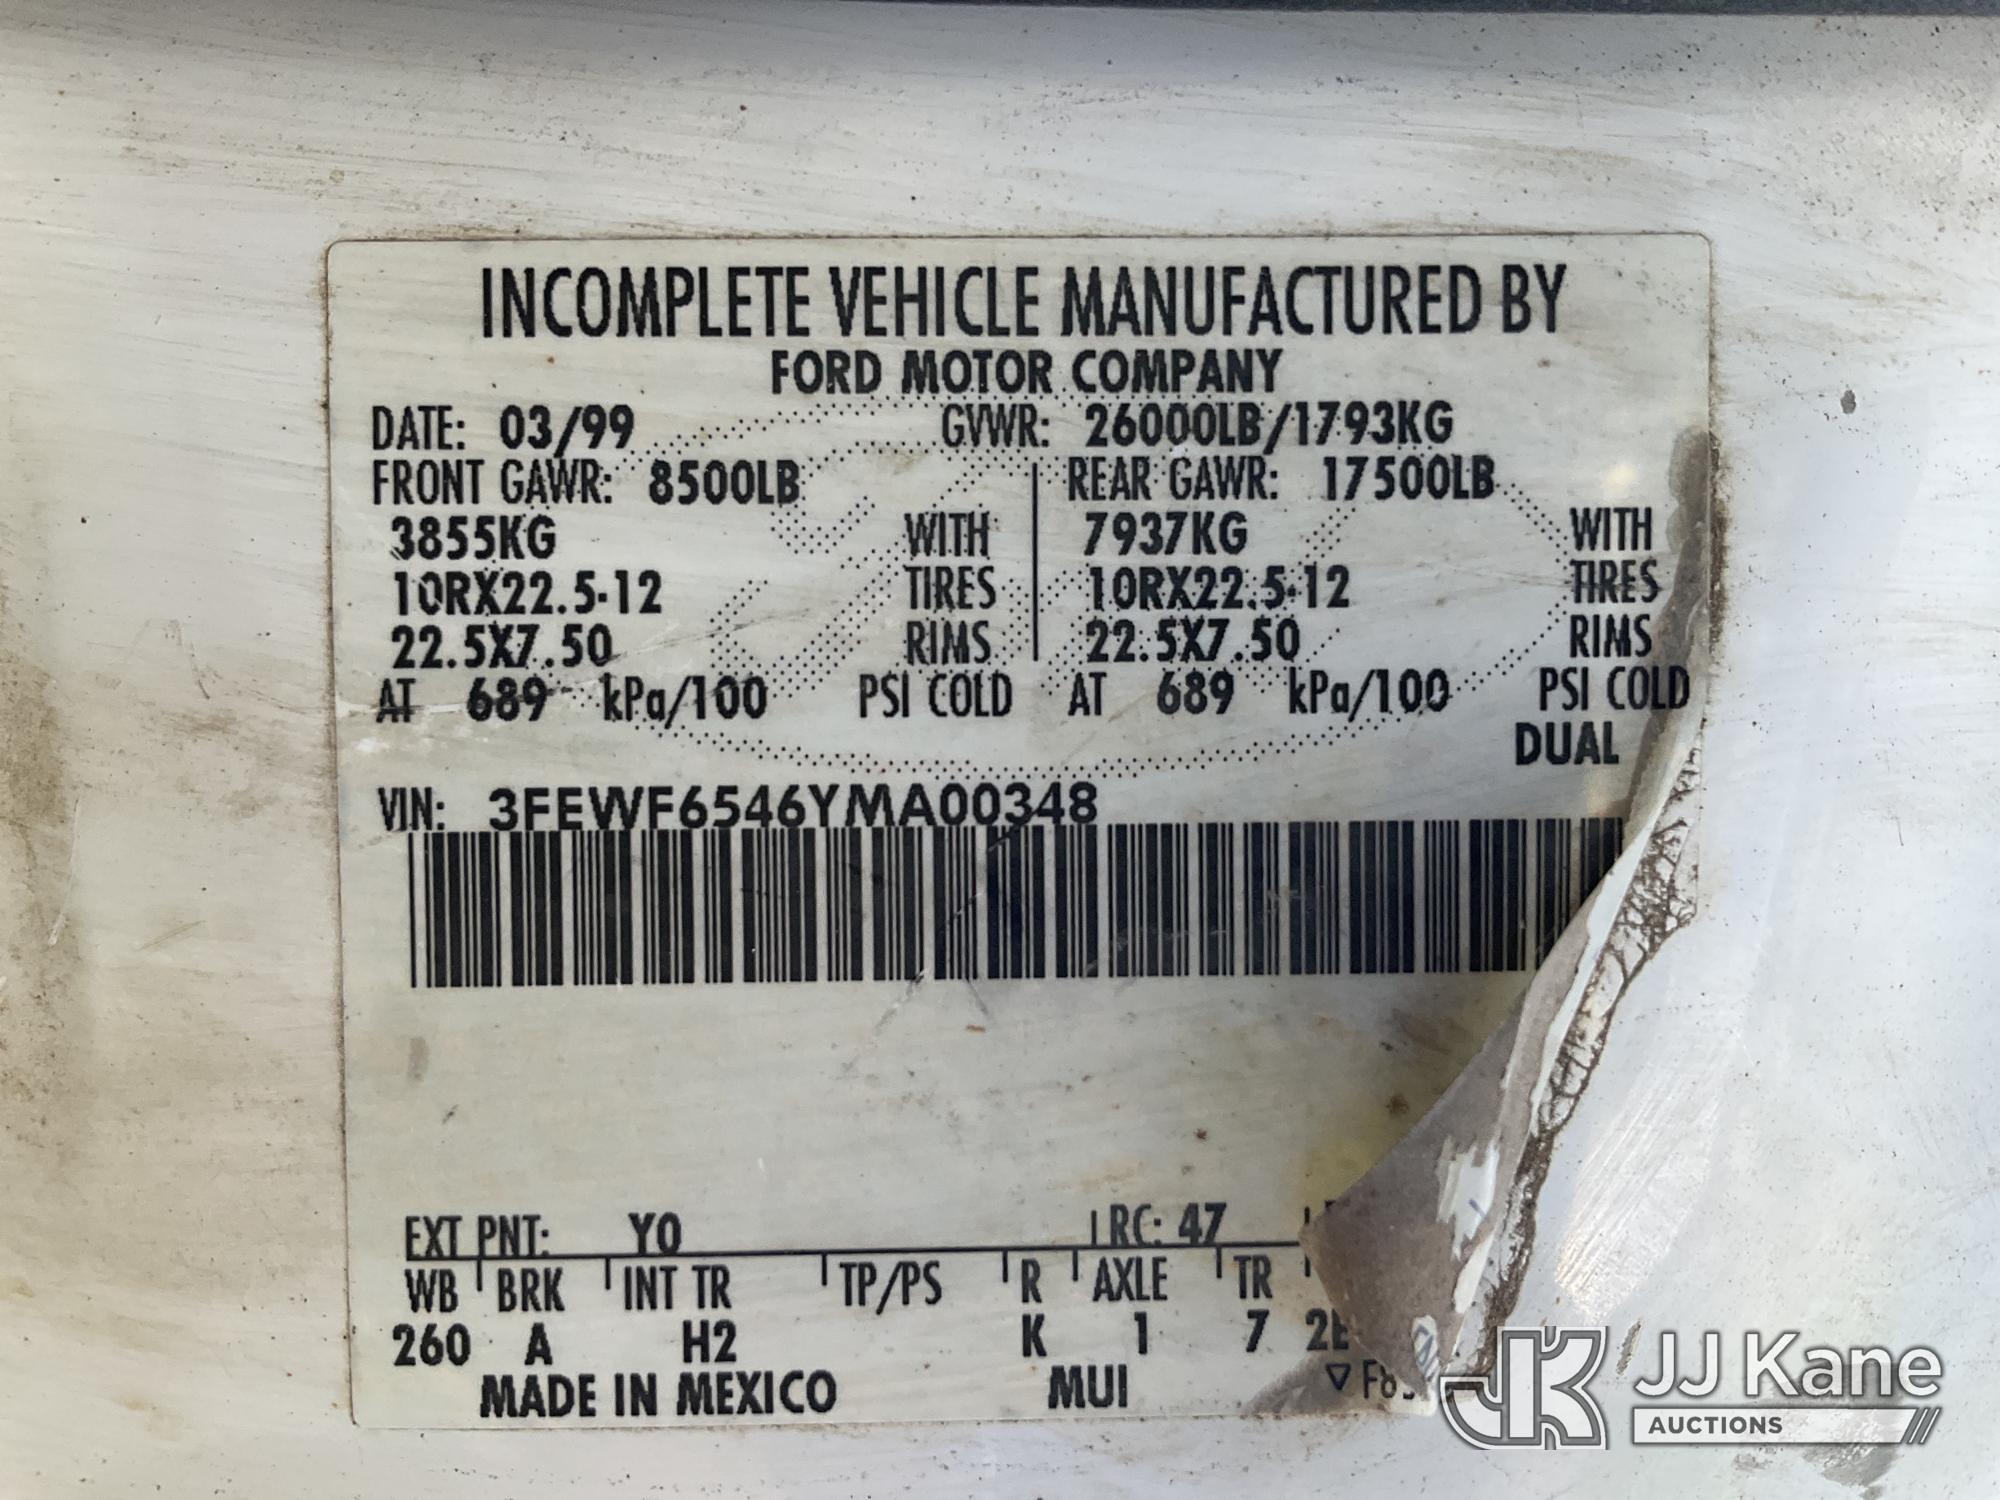 INCOMPLETE VEHICLE MANUFACTURED BY
FORD MOTOR COMPANY
DATE: 03/99 GVWR: 26000LB/1793KG
FRONT GAWR: 8500LB REAR GAWR: 17500LB
3855KG WITH 7937KG WITH
10RX22.5-12 TIRES 10RX22.5-12 TIRES
22.5X7.50 RIMS 22.5X7.50 RIMS
AT 689 kPa/100 PSI COLD AT 689 kPa/100 PSI COLD
DUAL
VIN: 3FEWF6546YMA00348
EXT PNT: YO RC: 47
WB BRK INT TR TP/PS R AXLE TR
260 A H2 K 1 7
MADE IN MEXICO MUI
JJ Kane
AUCTIONS